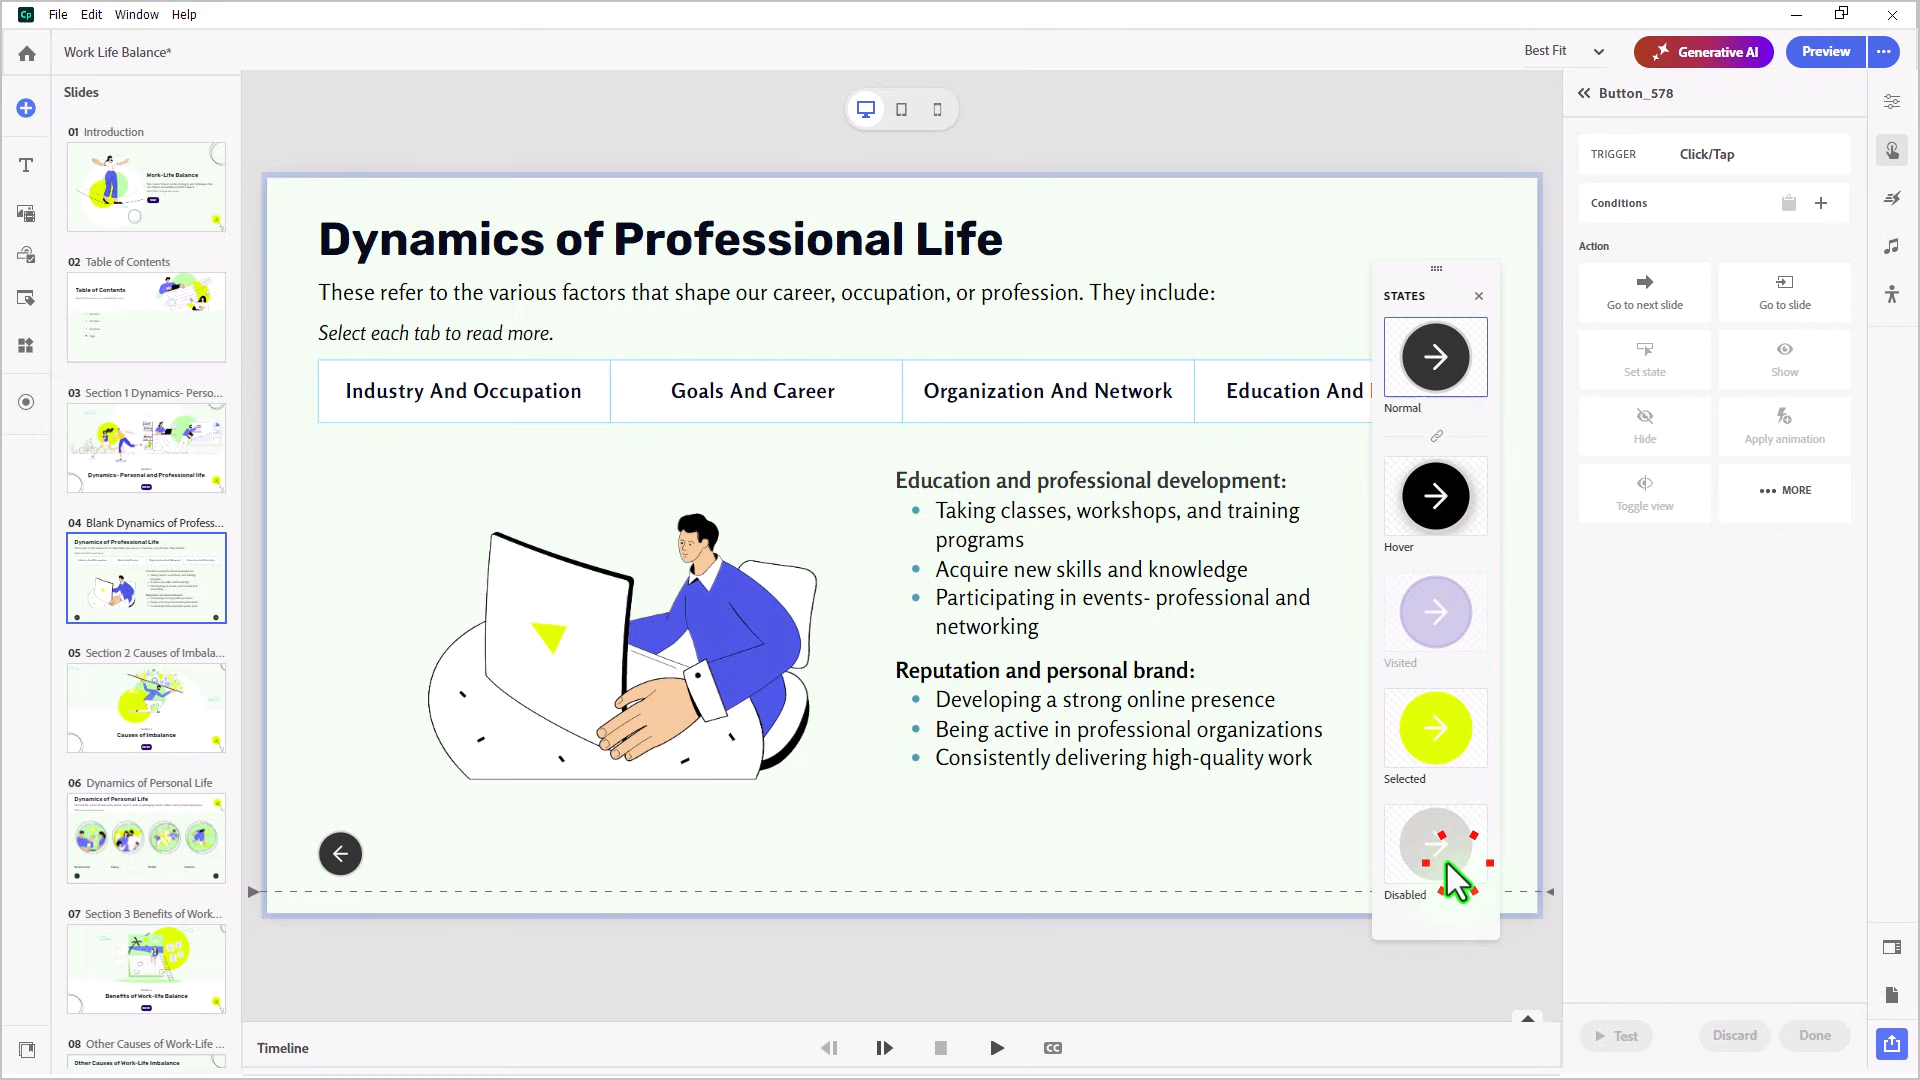 Cp File Edit Window Help
Work Life Balance*
Best Fit
Generative AI
Preview
Slides
01 Introduction
Work-Life Balance
02 Table of Contents
Table of Contents
03 Section 1 Dynamics- Perso...
Dynamics- Personal and Professional life
04 Blank Dynamics of Profess...
Dynamics of Professional Life
05 Section 2 Causes of Imbala...
Causes of Imbalance
06 Dynamics of Personal Life
Dynamics of Personal Life
07 Section 3 Benefits of Work...
Benefits of Work-life Balance
08 Other Causes of Work-Life ...
Other Causes of Work-Life Imbalance
Dynamics of Professional Life
These refer to the various factors that shape our career, occupation, or profession. They include:
Select each tab to read more.
Industry And Occupation
Goals And Career
Organization And Network
Education And
Education and professional development:
Taking classes, workshops, and training
programs
Acquire new skills and knowledge
Participating in events- professional and
networking
Reputation and personal brand:
Developing a strong online presence
Being active in professional organizations
Consistently delivering high-quality work
STATES
Normal
Hover
Visited
Selected
Disabled
Button_578
TRIGGER Click/Tap
Conditions
Action
Go to next slide
Go to slide
Set state
Show
Hide
Apply animation
Toggle view
MORE
Timeline
CC
Test
Discard
Done